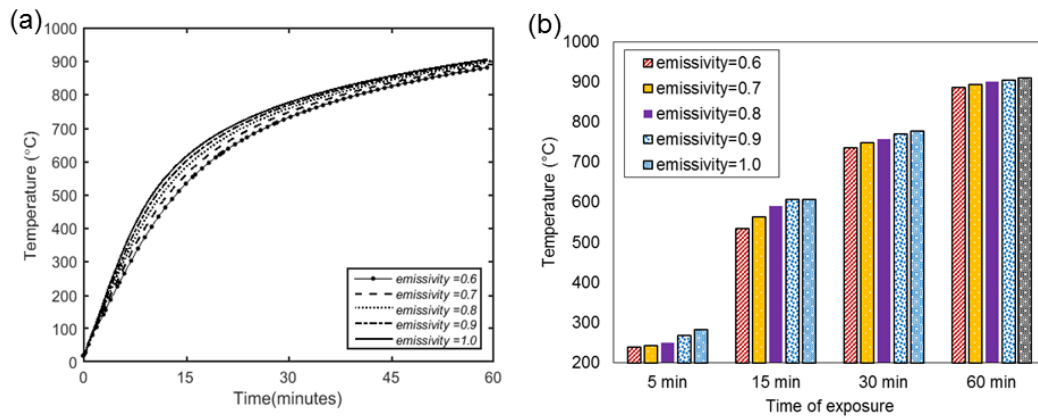 (a)
1000
900
800
700
600
500
400
300
200
100
0
Temperature (°C)
0 15 30 45 60
Time(minutes)
emissivity =0.6
emissivity =0.7
emissivity =0.8
emissivity =0.9
emissivity =1.0
(b)
1000
900
800
700
600
500
400
300
200
Temperature (°C)
emissivity=0.6
emissivity=0.7
emissivity=0.8
emissivity=0.9
emissivity=1.0
5 min 15 min 30 min 60 min
Time of exposure